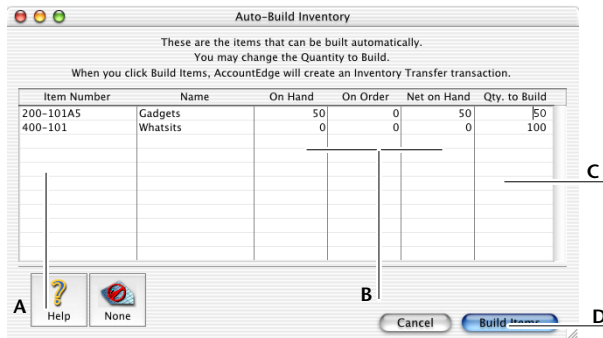 Auto-Build Inventory
These are the items that can be built automatically.
You may change the Quantity to Build.
When you click Build Items, AccountEdge will create an Inventory Transfer transaction.
Item Number Name On Hand On Order Net on Hand Qty. to Build
200-101A5 Gadgets 50 0 50 50
400-101 Whatsits 0 0 0 100
C
B
A
Help None
Cancel Build Items
D